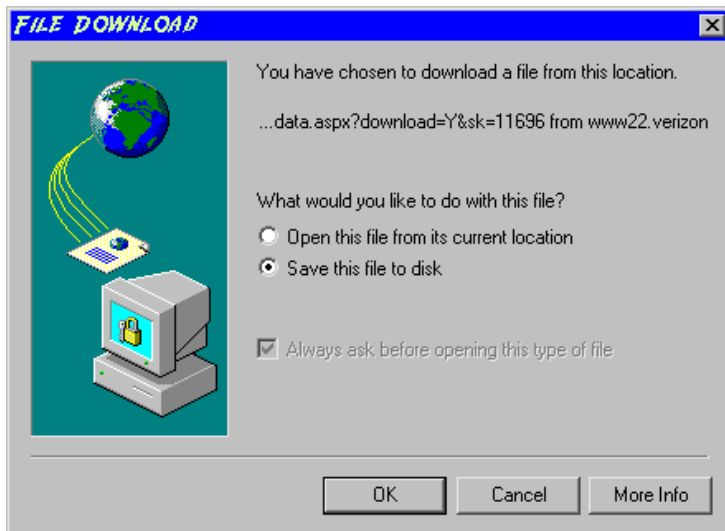 File Download
You have chosen to download a file from this location.
...data.aspx?download=Y&sk=11696 from www22.verizon
What would you like to do with this file?
Open this file from its current location
Save this file to disk
Always ask before opening this type of file
OK Cancel More Info